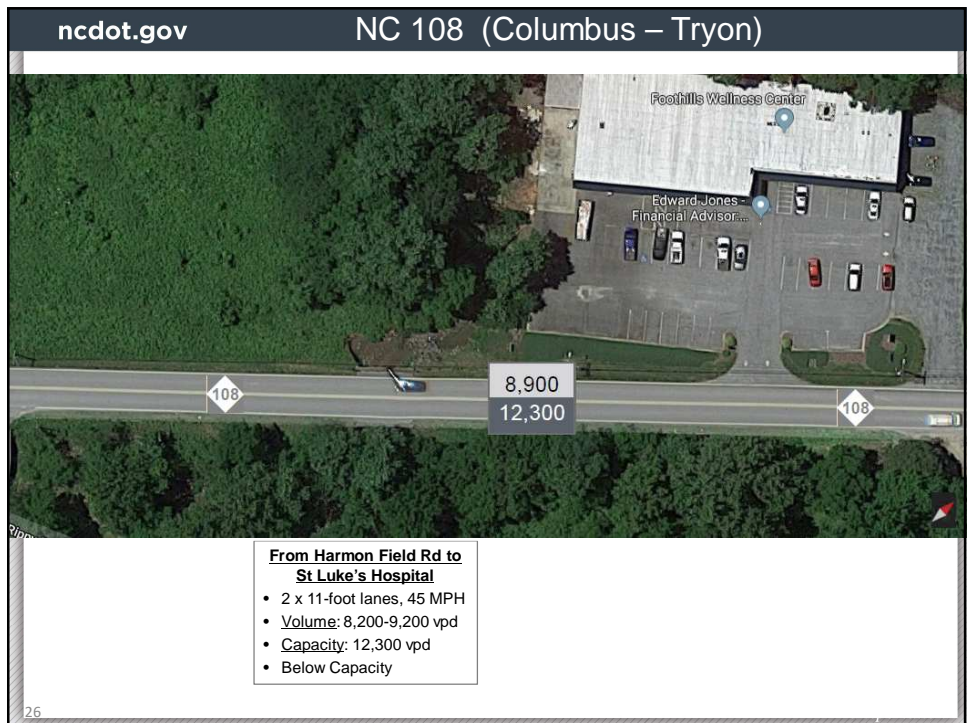 ncdot.gov
NC 108 (Columbus – Tryon)
Foothills Wellness Center
Edward Jones -
Financial Advisor:...
108
8,900
12,300
108
From Harmon Field Rd to
St Luke's Hospital
• 2 x 11-foot lanes, 45 MPH
• Volume: 8,200-9,200 vpd
• Capacity: 12,300 vpd
• Below Capacity
26